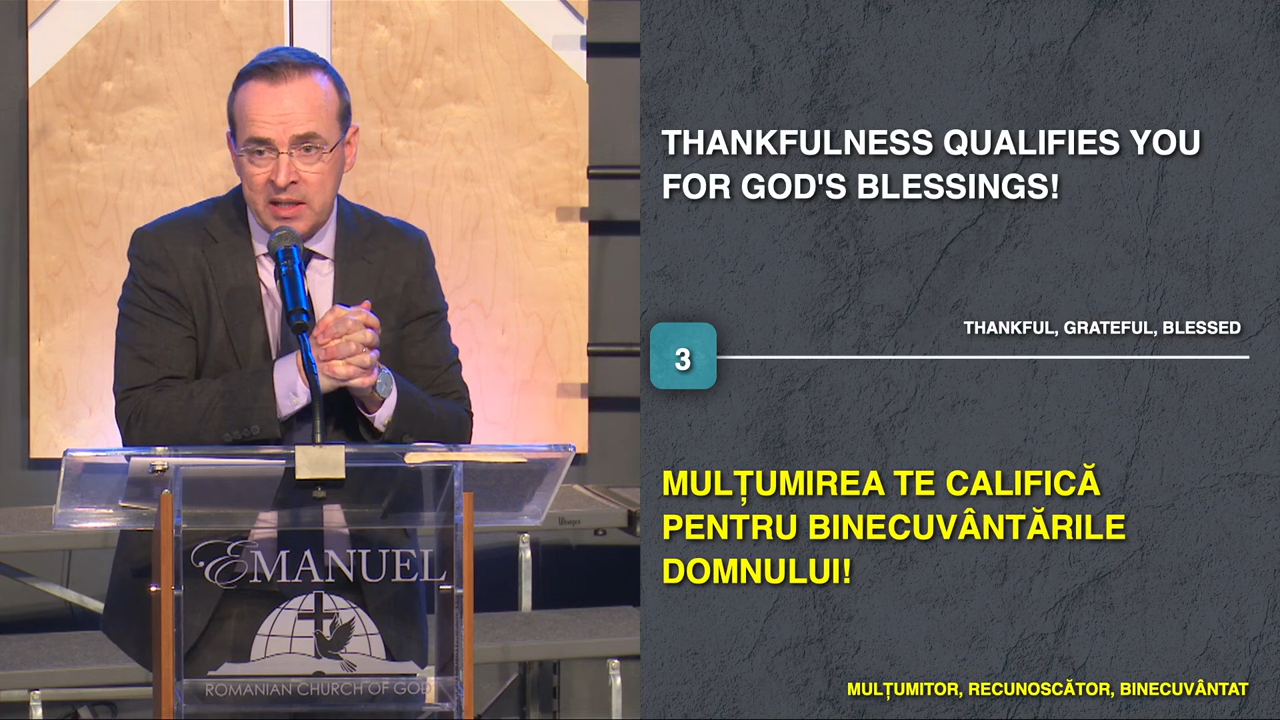 THANKFULNESS QUALIFIES YOU
FOR GOD'S BLESSINGS!
THANKFUL, GRATEFUL, BLESSED
3
MULȚUMIREA TE CALIFICĂ
PENTRU BINECUVÂNTĂRILE
DOMNULUI!
MULȚUMITOR, RECUNOSCĂTOR, BINECUVÂNTAT
Wenger
EMANUEL
ROMANIAN CHURCH OF GOD